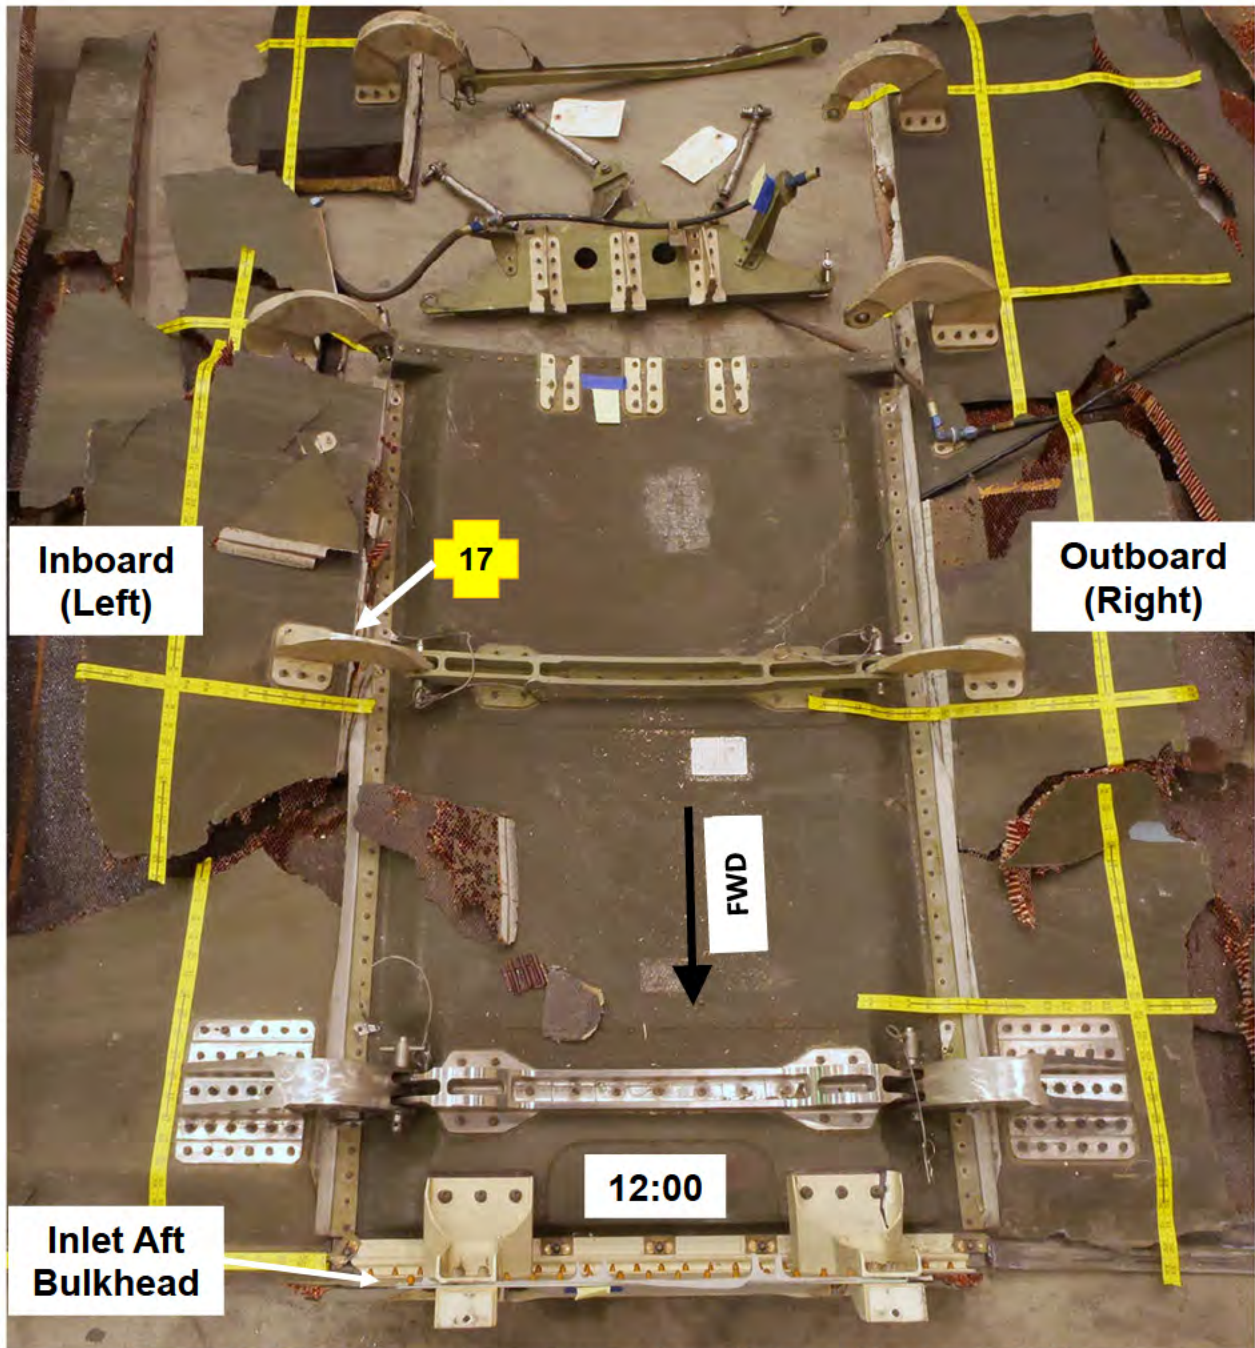 17
Inboard
(Left)
Outboard
(Right)
FWD
12:00
Inlet Aft
Bulkhead